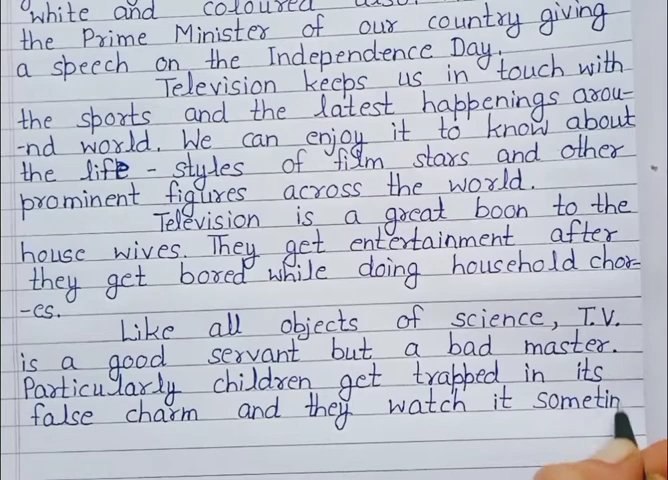 white and coloured also.
the Prime Minister of our country giving
a speech on the Independence Day.
Television keeps us in touch with
the sports and the latest happenings arou-
-nd world. We can enjoy it to know about
the life - styles of film stars and other
prominent figures across the world.
Television is a great boon to the
house wives. They get entertainment after
they get bored while doing household chor-
-es.
Like all objects of science, T.V.
is a good servant but a bad master.
Particularly children get trapped in its
false charm and they watch it sometin